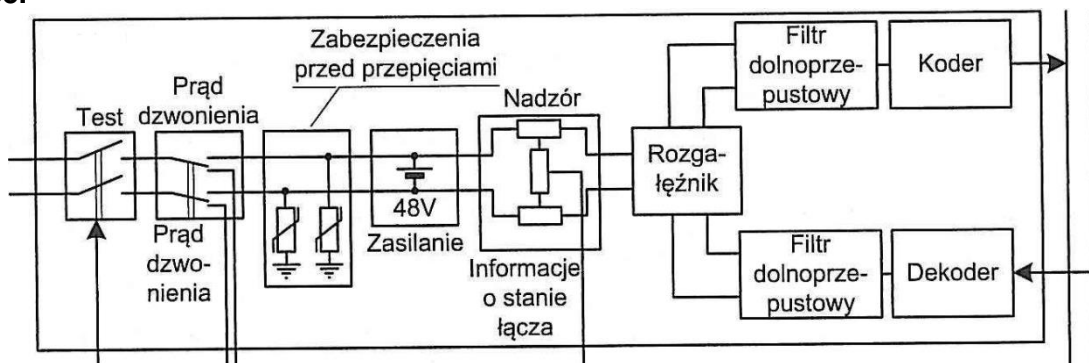 Zabezpieczenia
przed przepięciami
Prąd
dzwonienia
Test
Nadzór
Filtr
dolnoprze-
pustowy
Koder
Rozga-
łęźnik
48V
Zasilanie
Prąd
dzwo-
nienia
Informacje
o stanie
łącza
Filtr
dolnoprze-
pustowy
Dekoder